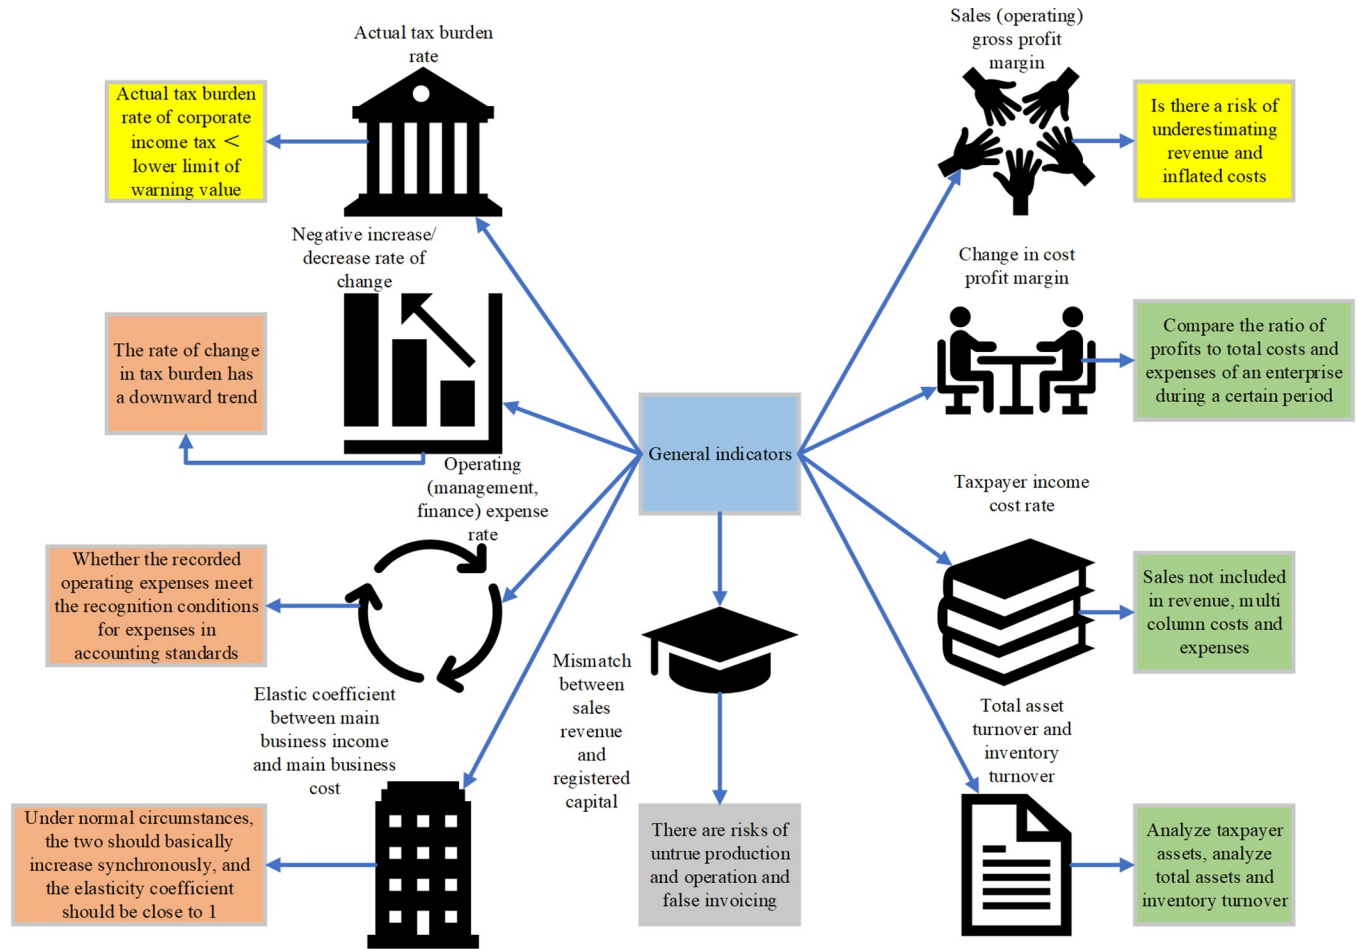 Actual tax burden
rate
Actual tax burden
rate of corporate
income tax <
lower limit of
warning value
Negative increase/
decrease rate of
change
The rate of change
in tax burden has
a downward trend
Operating
(management,
finance) expense
rate
Whether the recorded
operating expenses meet
the recognition conditions
for expenses in
accounting standards
Elastic coefficient
between main
business income
and main business
cost
Under normal circumstances,
the two should basically
increase synchronously, and
the elasticity coefficient
should be close to 1
General indicators
Mismatch
between
sales
revenue
and
registered
capital
There are risks of
untrue production
and operation and
false invoicing
Sales (operating)
gross profit
margin
Is there a risk of
underestimating
revenue and
inflated costs
Change in cost
profit margin
Compare the ratio of
profits to total costs and
expenses of an enterprise
during a certain period
Taxpayer income
cost rate
Sales not included
in revenue, multi
column costs and
expenses
Total asset
turnover and
inventory
turnover
Analyze taxpayer
assets, analyze
total assets and
inventory turnover